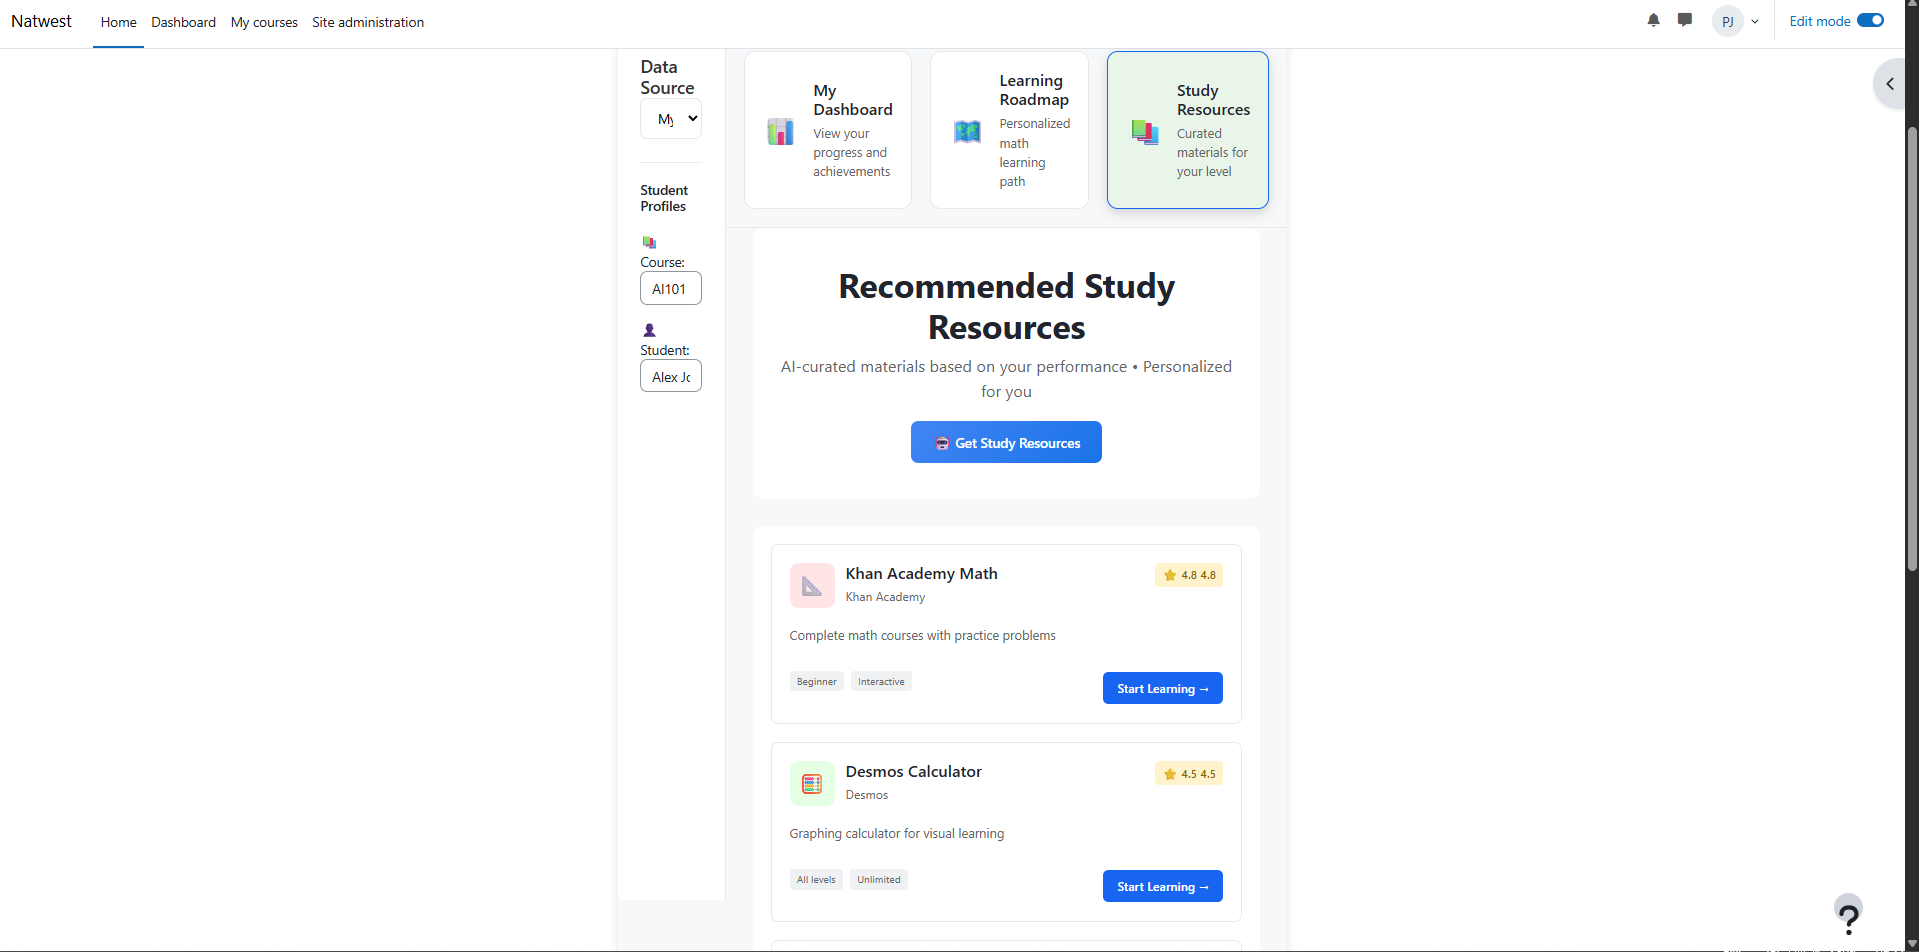 Natwest Home Dashboard My courses Site administration PJ Edit mode
Data
Source
My
Student
Profiles
Course:
AI101
Student:
Alex Jo
My
Dashboard
View your
progress and
achievements
Learning
Roadmap
Personalized
math
learning
path
Study
Resources
Curated
materials for
your level
Recommended Study
Resources
AI-curated materials based on your performance • Personalized
for you
Get Study Resources
Khan Academy Math
Khan Academy
4.8 4.8
Complete math courses with practice problems
Beginner Interactive
Start Learning →
Desmos Calculator
Desmos
4.5 4.5
Graphing calculator for visual learning
All levels Unlimited
Start Learning →
?